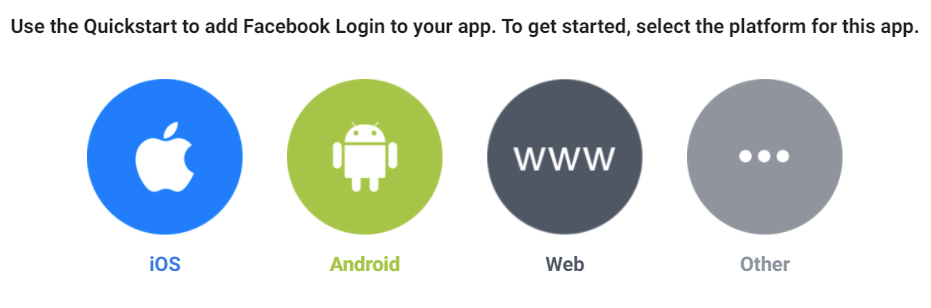 Use the Quickstart to add Facebook Login to your app. To get started, select the platform for this app.
WWW
iOS
Android
Web
Other